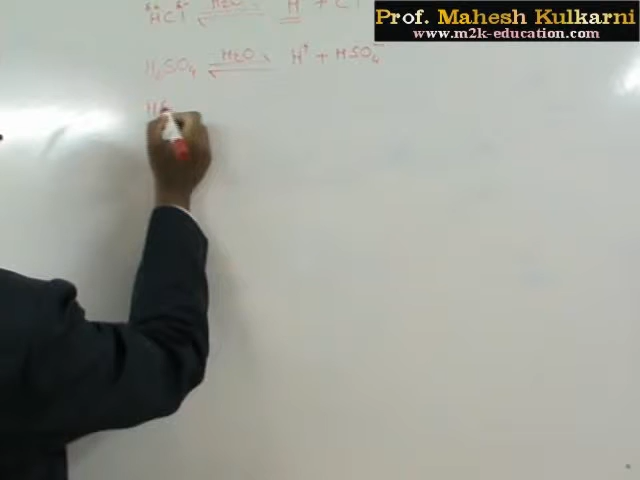 Prof. Mahesh Kulkarni
www.m2k-education.com
HCl ⇌ H₂O H + Cl
H₂SO₄ ⇌ H₂O H⁺ + HSO₄⁻
H